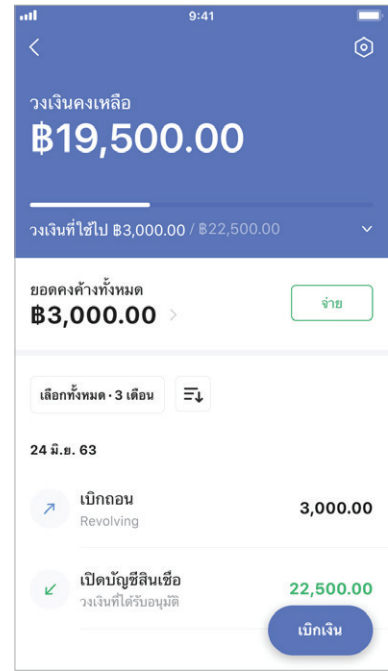 9:41
วงเงินคงเหลือ
฿19,500.00
วงเงินที่ใช้ไป ฿3,000.00 / ฿22,500.00
ยอดคงค้างทั้งหมด
฿3,000.00
จ่าย
เลือกทั้งหมด · 3 เดือน
24 มิ.ย. 63
เบิกถอน
3,000.00
Revolving
เปิดบัญชีสินเชื่อ
22,500.00
วงเงินที่ได้รับอนุมัติ
เบิกเงิน